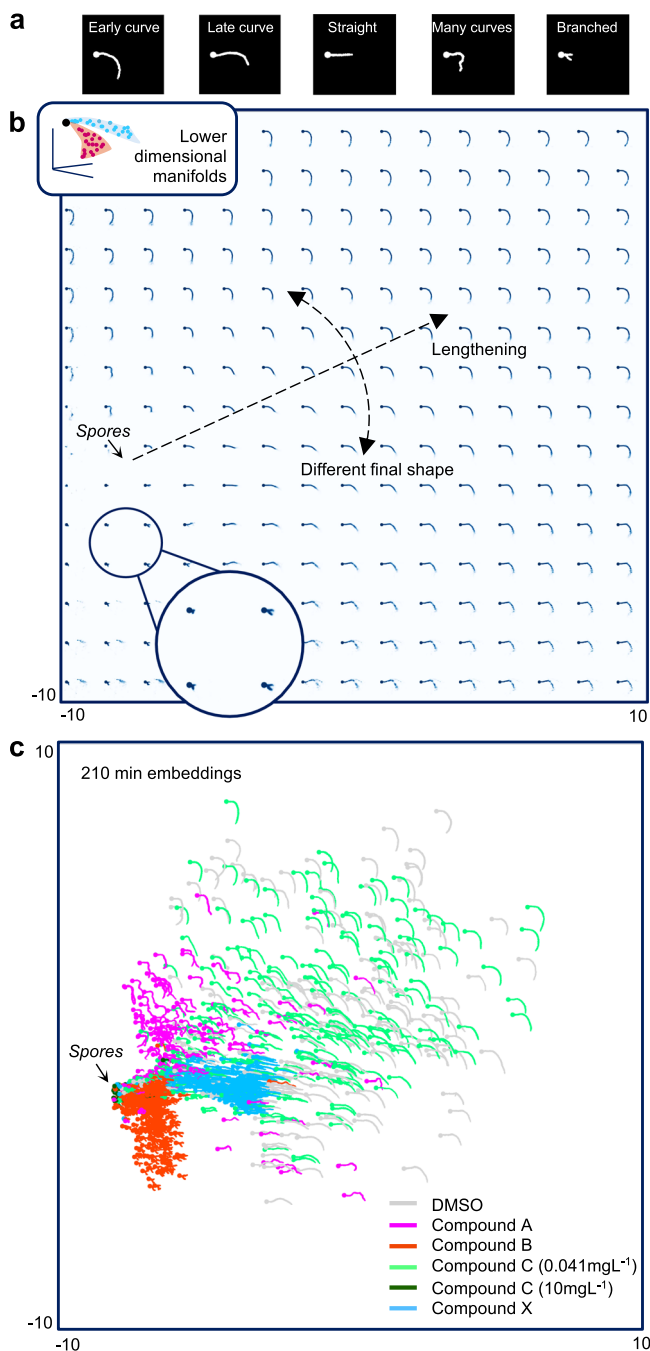 a
Early curve
Late curve
Straight
Many curves
Branched
b
Lower
dimensional
manifolds
Lengthening
Spores
Different final shape
-10
-10
10
c
10
210 min embeddings
Spores
DMSO
Compound A
Compound B
Compound C (0.041mgL⁻¹)
Compound C (10mgL⁻¹)
Compound X
-10
-10
10